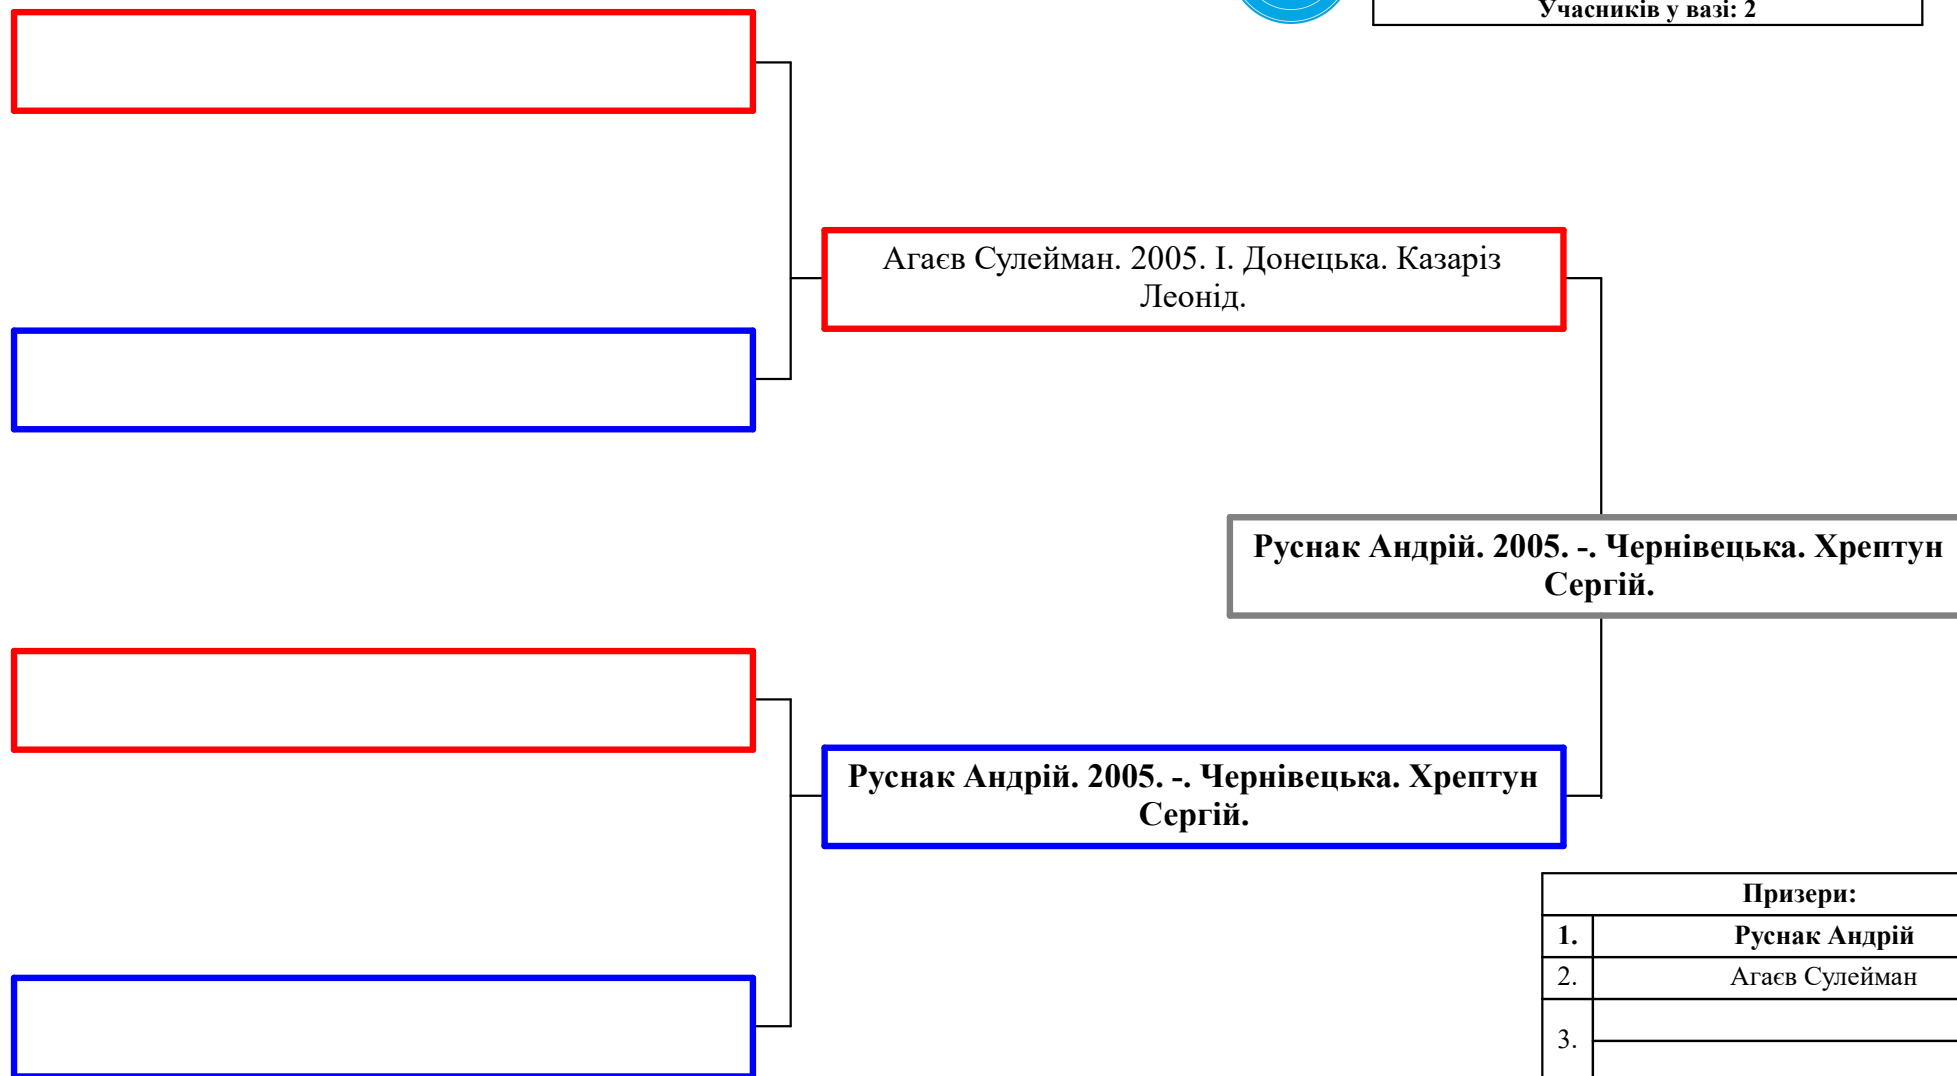 Учасників у вазі: 2
Агаєв Сулейман. 2005. І. Донецька. Казаріз
Леонід.
Руснак Андрій. 2005. -. Чернівецька. Хрептун
Сергій.
Руснак Андрій. 2005. -. Чернівецька. Хрептун
Сергій.
Призери:
1. Руснак Андрій
2. Агаєв Сулейман
3.